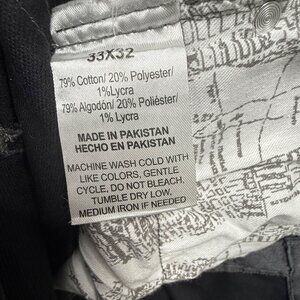 33X32
79% Cotton/ 20% Polyester/
1% Lycra
79% Algodón/ 20% Poliéster/
1% Lycra
MADE IN PAKISTAN
HECHO EN PAKISTAN
MACHINE WASH COLD WITH
LIKE COLORS, GENTLE
CYCLE. DO NOT BLEACH.
TUMBLE DRY LOW.
MEDIUM IRON IF NEEDED